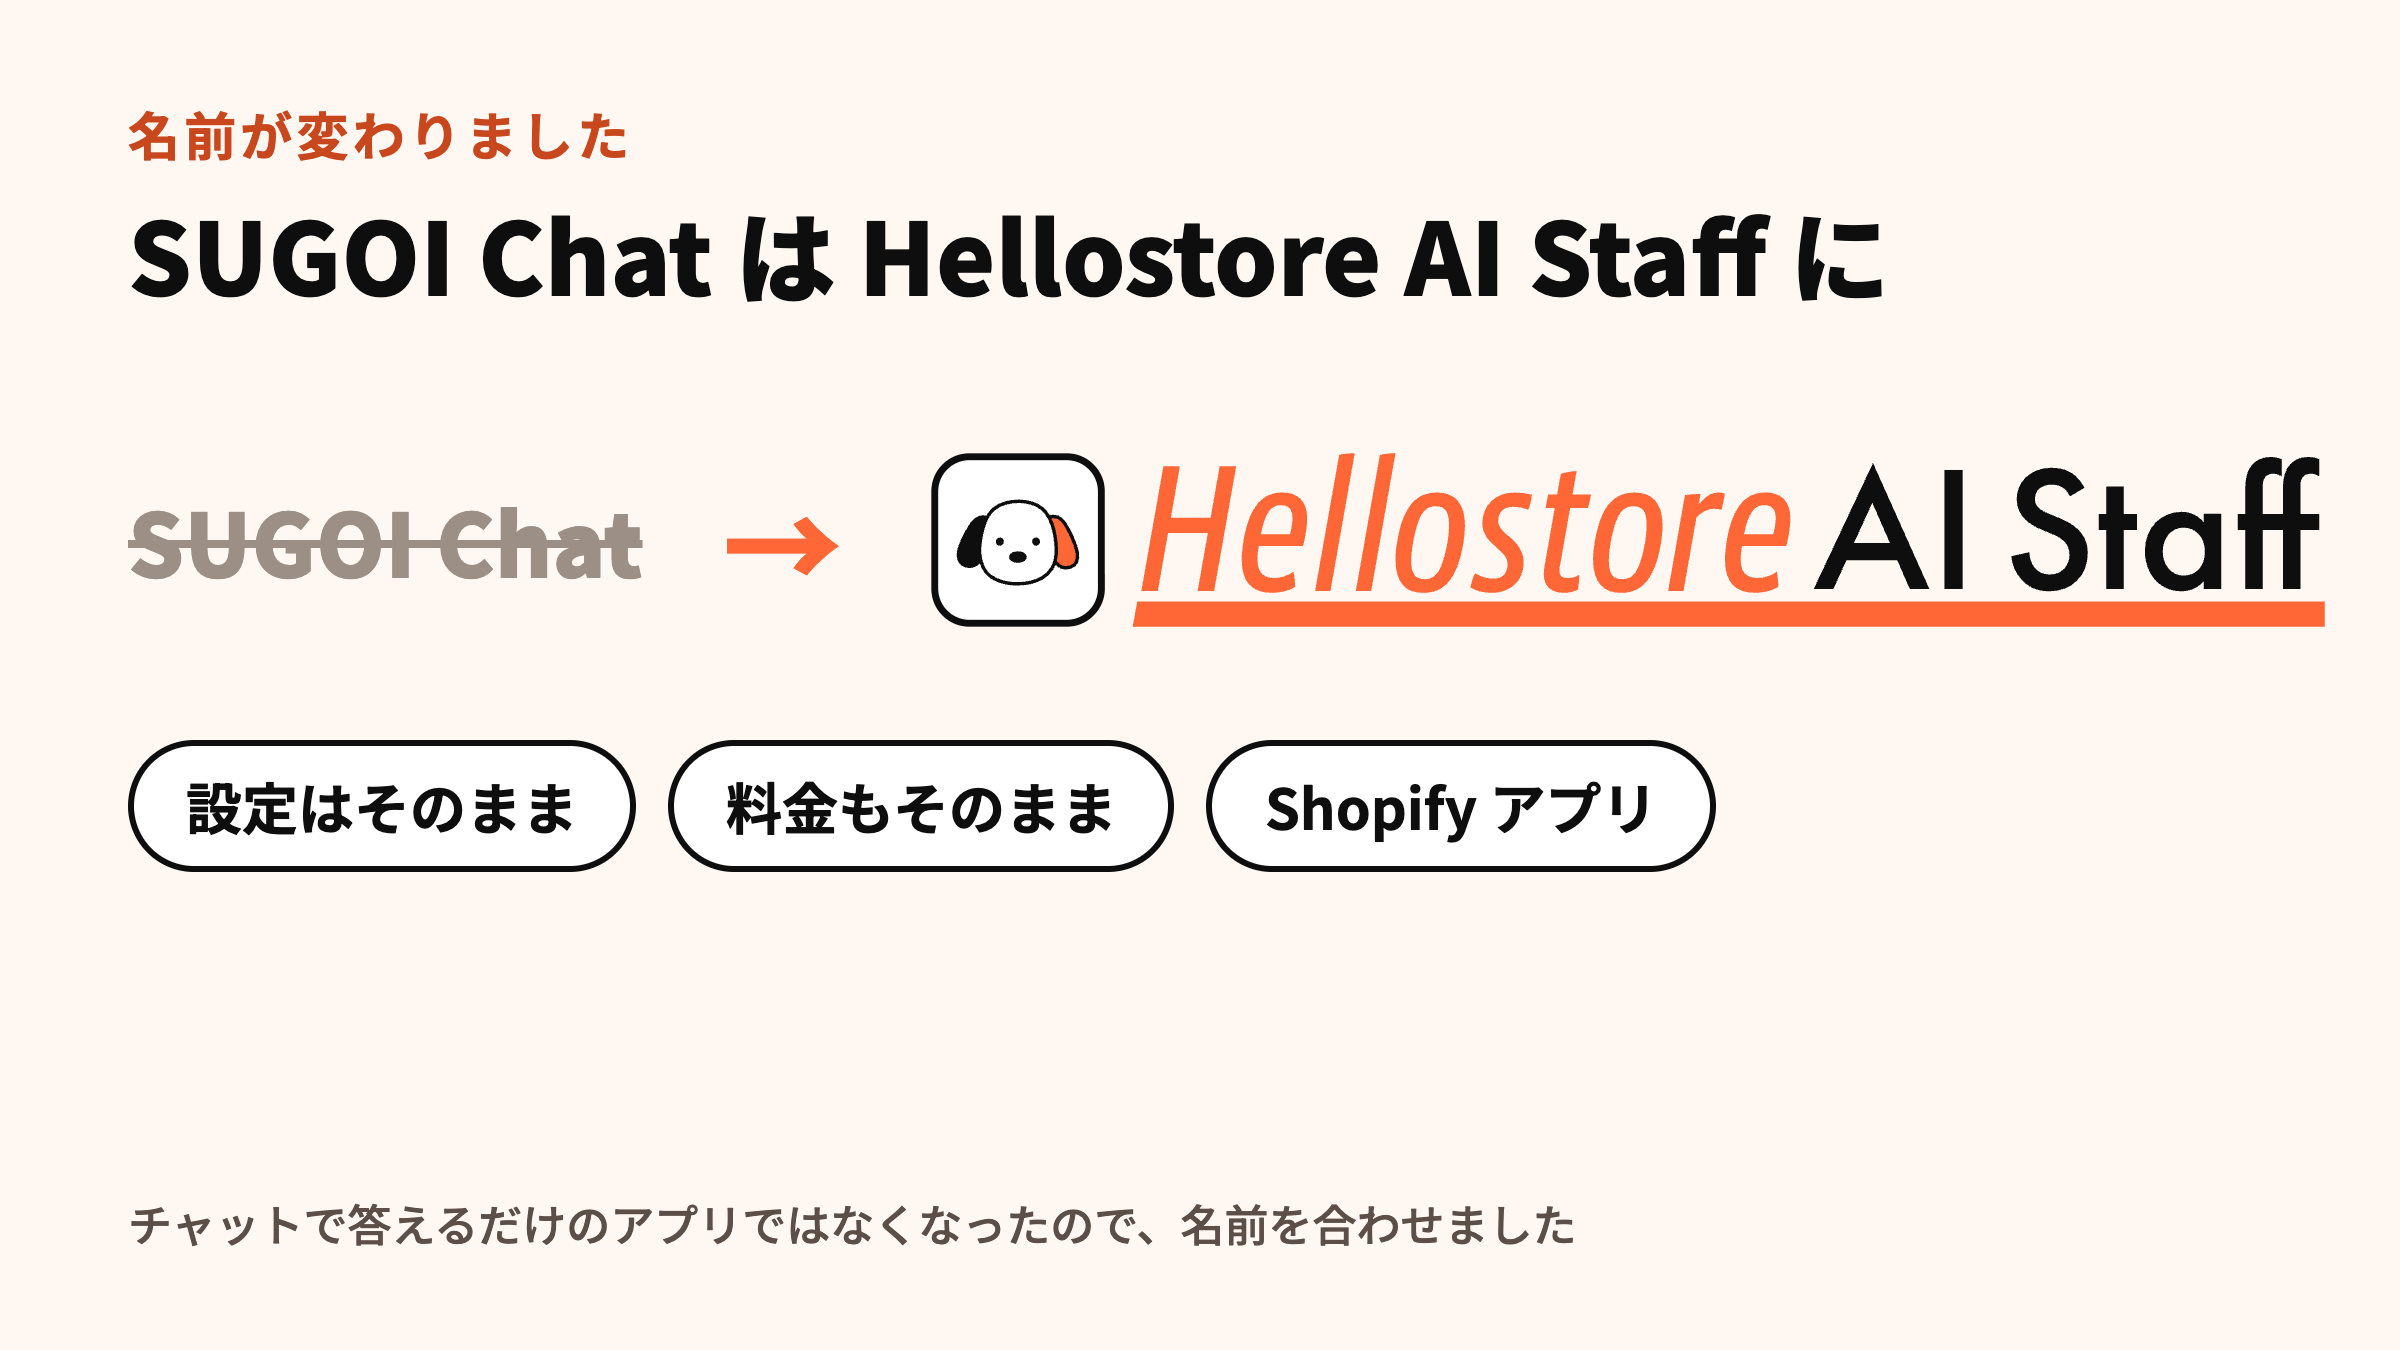 名前が変わりました
SUGOI Chat は Hellostore AI Staff に
SUGOI Chat → Hellostore AI Staff
設定はそのまま 料金もそのまま Shopify アプリ
チャットで答えるだけのアプリではなくなったので、名前を合わせました